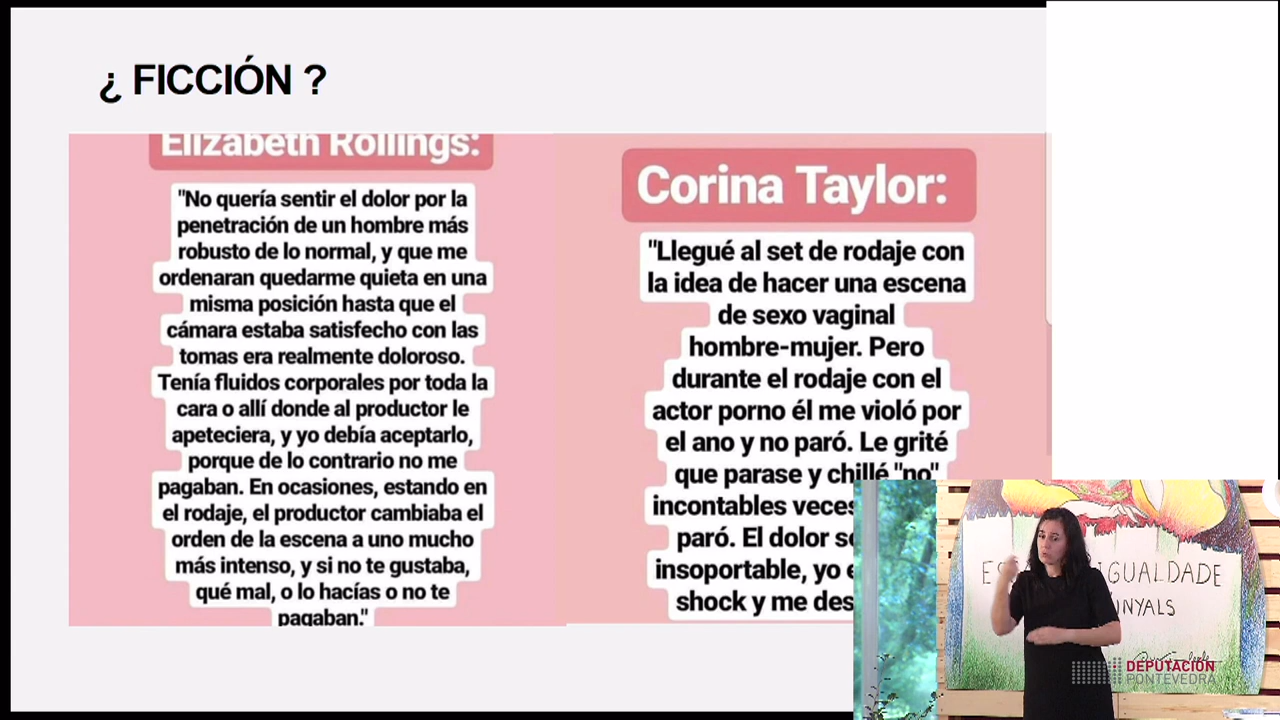 ¿ FICCIÓN ?
Elizabeth Rollings:
"No quería sentir el dolor por la
penetración de un hombre más
robusto de lo normal, y que me
ordenaran quedarme quieta en una
misma posición hasta que el
cámara estaba satisfecho con las
tomas era realmente doloroso.
Tenía fluidos corporales por toda la
cara o allí donde al productor le
apeteciera, y yo debía aceptarlo,
porque de lo contrario no me
pagaban. En ocasiones, estando en
el rodaje, el productor cambiaba el
orden de la escena a uno mucho
más intenso, y si no te gustaba,
qué mal, o lo hacías o no te
pagaban."
Corina Taylor:
"Llegué al set de rodaje con
la idea de hacer una escena
de sexo vaginal
hombre-mujer. Pero
durante el rodaje con el
actor porno él me violó por
el ano y no paró. Le grité
que parase y chillé "no"
incontables veces
paró. El dolor
insoportable, yo
shock y me
IGUALDADE
DEPUTACIÓN
PONTEVEDRA